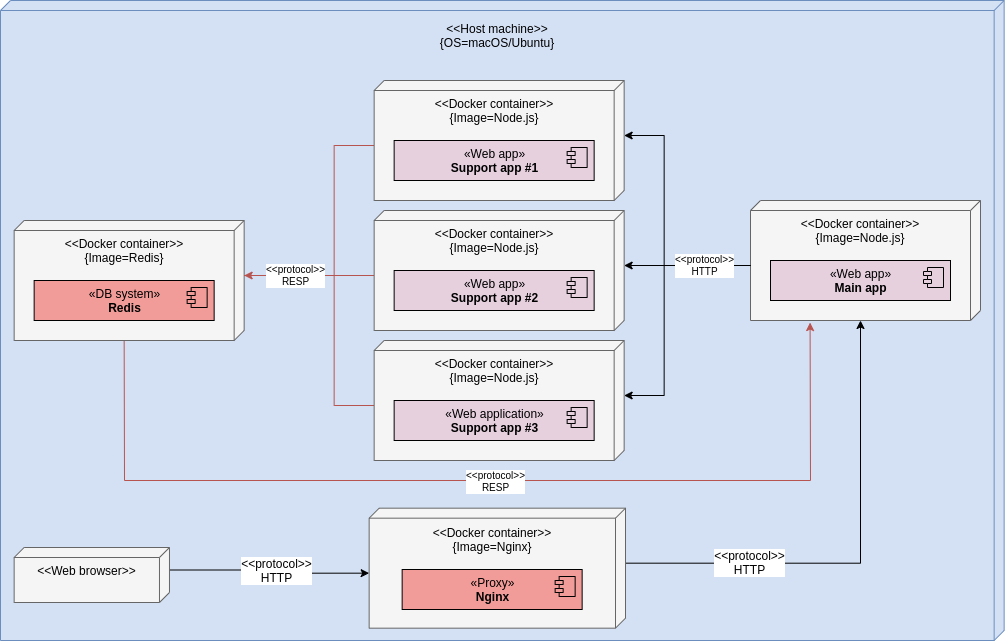 <<Host machine>>
{OS=macOS/Ubuntu}
<<Docker container>>
{Image=Node.js}
«Web app»
Support app #1
<<Docker container>>
{Image=Redis}
«DB system»
Redis
<<protocol>>
RESP
<<Docker container>>
{Image=Node.js}
«Web app»
Support app #2
<<protocol>>
HTTP
<<Docker container>>
{Image=Node.js}
«Web app»
Main app
<<Docker container>>
{Image=Node.js}
«Web application»
Support app #3
<<protocol>>
RESP
<<Web browser>>
<<protocol>>
HTTP
<<Docker container>>
{Image=Nginx}
«Proxy»
Nginx
<<protocol>>
HTTP